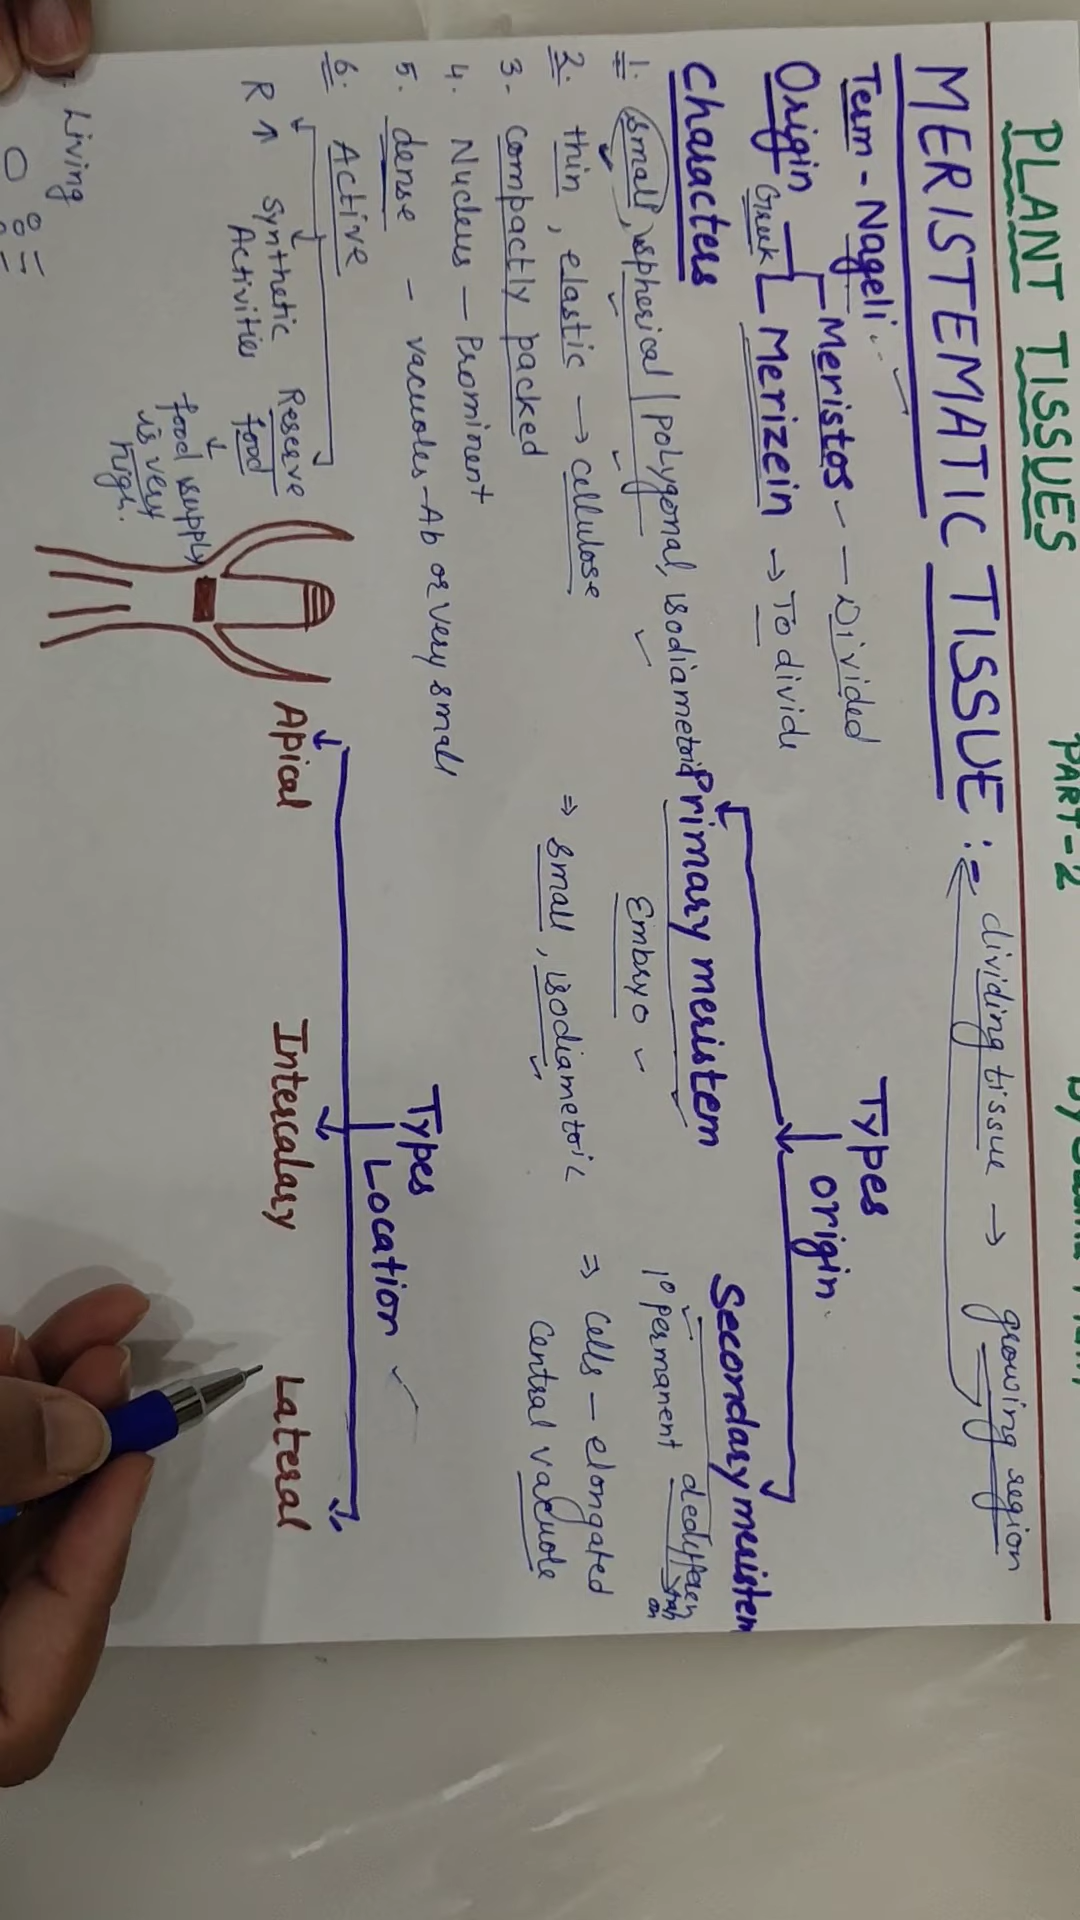 PLANT TISSUES PART-2
MERISTEMATIC TISSUE :- dividing tissue → growing region
Term - Nageli
Origin Meristos - Divided
Greek Merizein → To divide
Characters
1. small, spherical / polygonal, isodiametric
2. thin, elastic → cellulose
3. compactly packed
4. Nucleus - Prominent
5. dense - vacuoles - Ab or very small
6. Active
R ↑ Synthetic Activities Reserve food
food supply is very high.
7. Living
Types
origin
Primary meristem Secondary meristem
Embryo ✓ 1° permanent dedifferentiation
⇒ small, isodiametric ⇒ Cells - elongated
Central vacuole
Types
Location ✓
Apical Intercalary Lateral